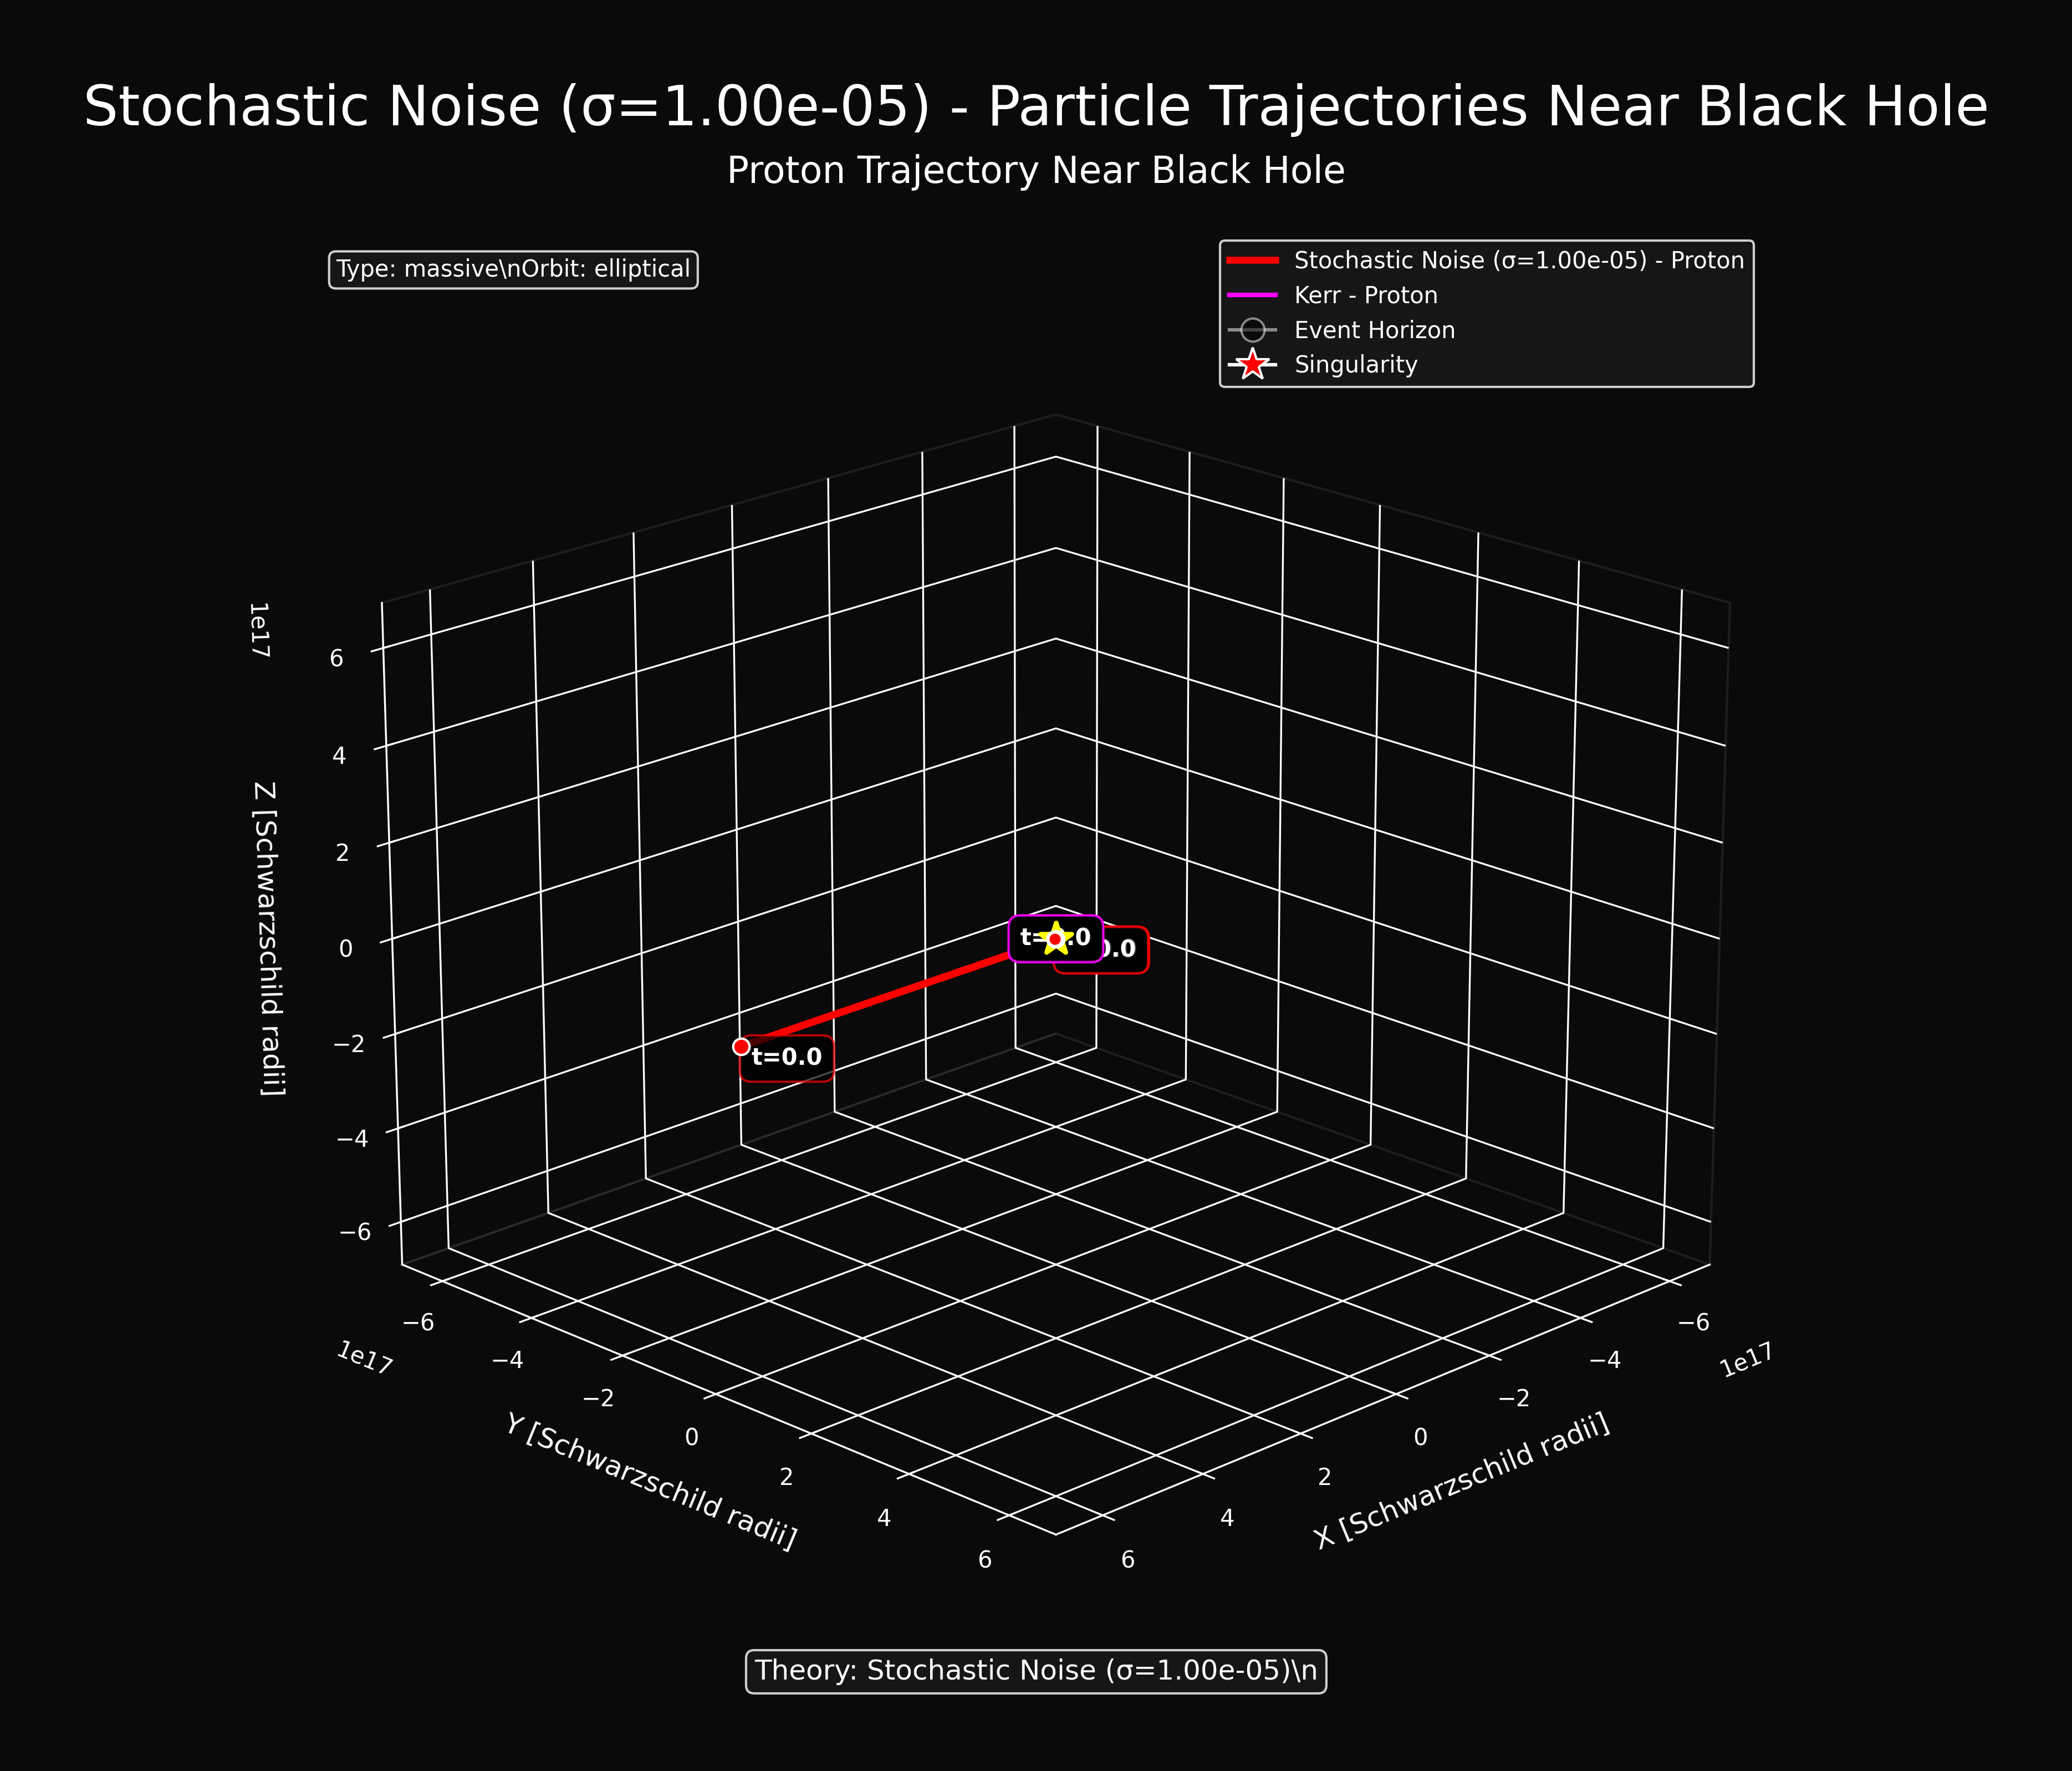 Stochastic Noise (σ=1.00e-05) - Particle Trajectories Near Black Hole
Proton Trajectory Near Black Hole
Type: massive\nOrbit: elliptical
Stochastic Noise (σ=1.00e-05) - Proton
Kerr - Proton
Event Horizon
Singularity
1e17
6
4
2
0
−2
−4
−6
Z [Schwarzschild radii]
t=0.0
t=0.0
−6
−4
−2
0
2
4
6
1e17
Y [Schwarzschild radii]
6
4
2
0
−2
−4
−6
1e17
X [Schwarzschild radii]
Theory: Stochastic Noise (σ=1.00e-05)\n